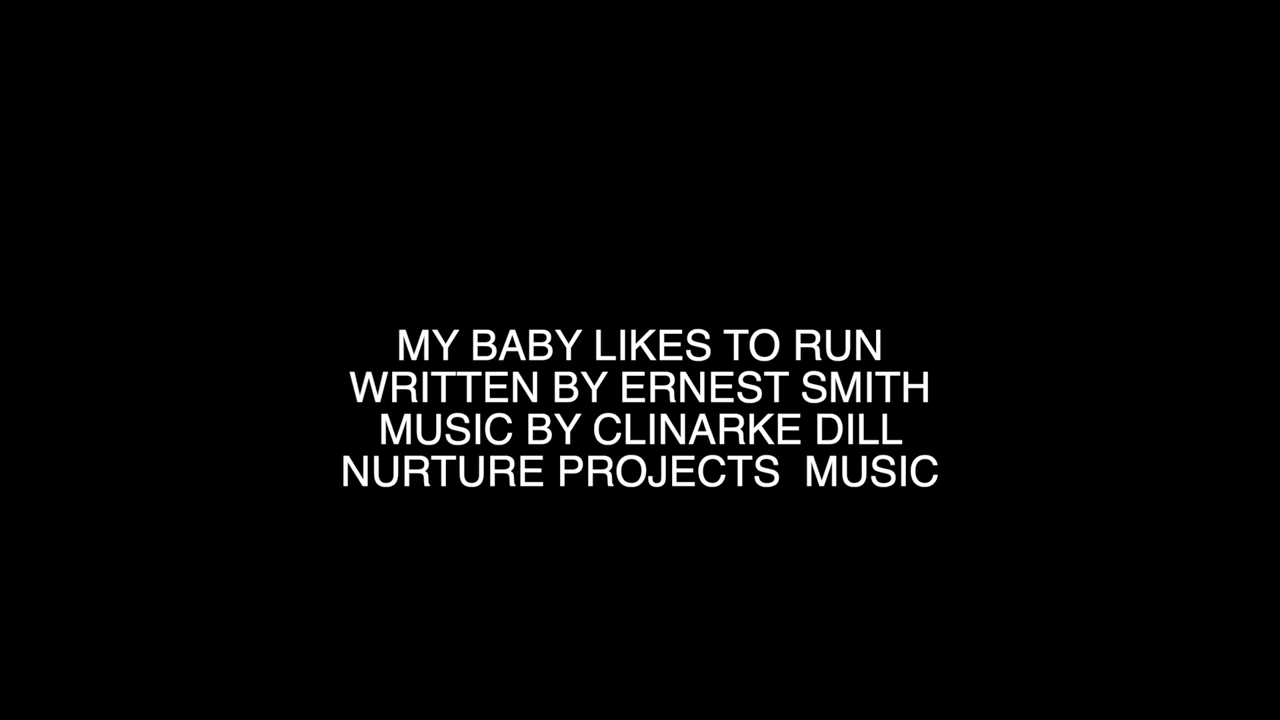 MY BABY LIKES TO RUN
WRITTEN BY ERNEST SMITH
MUSIC BY CLINARKE DILL
NURTURE PROJECTS  MUSIC